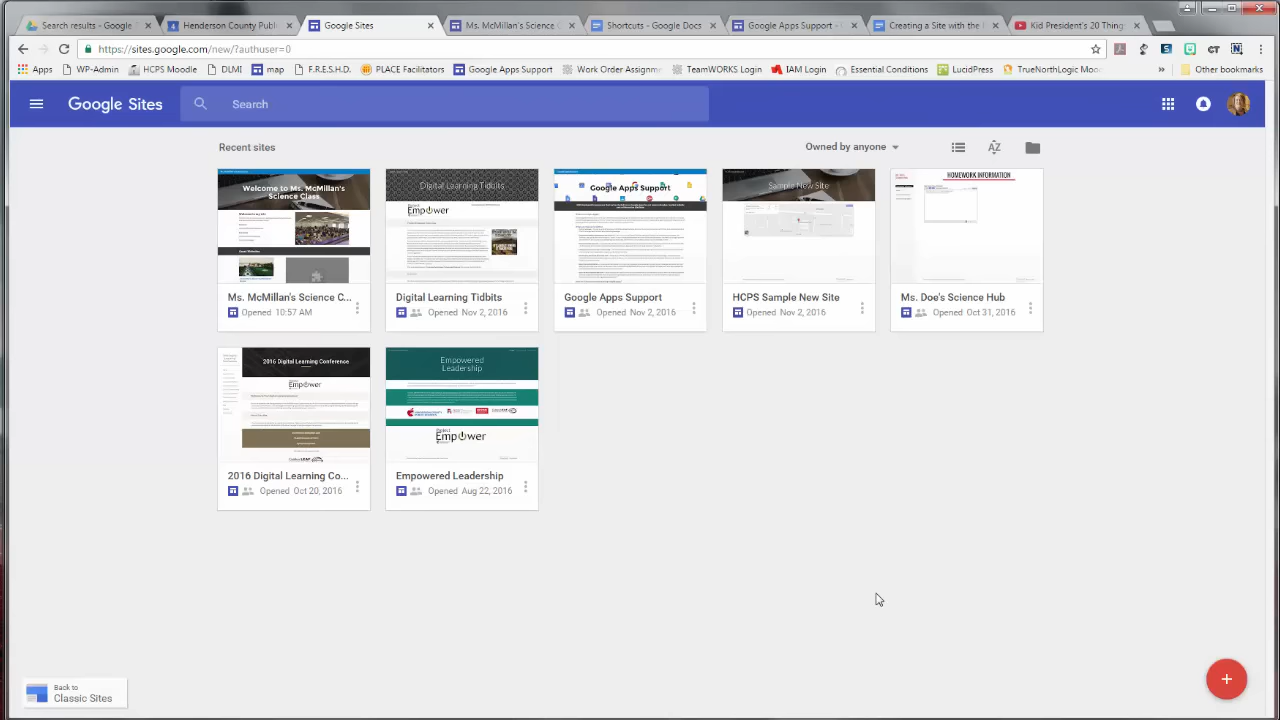 Search results - Google
Henderson County Publi
Google Sites
Ms. McMillan's Science
Shortcuts - Google Docs
Google Apps Support
Creating a Site with the
Kid President's 20 Thing
https://sites.google.com/new/?authuser=0
Apps
WP-Admin
HCPS Moodle
DLMI
map
F.R.E.S.H.D.
PLACE Facilitators
Google Apps Support
Work Order Assignm
TeamWORKS Login
IAM Login
Essential Conditions
LucidPress
TrueNorthLogic Mod
Other bookmarks
Google Sites
Search
Recent sites
Owned by anyone
AZ
Welcome to Ms. McMillan's
Science Class
Digital Learning Tidbits
Empower
Google Apps Support
Sample New Site
HOMEWORK INFORMATION
Ms. McMillan's Science C...
Opened 10:57 AM
Digital Learning Tidbits
Opened Nov 2, 2016
Google Apps Support
Opened Nov 2, 2016
HCPS Sample New Site
Opened Nov 2, 2016
Ms. Doe's Science Hub
Opened Oct 31, 2016
2016 Digital Learning Conference
Empower
Empowered
Leadership
Project
Empower
2016 Digital Learning Co...
Opened Oct 20, 2016
Empowered Leadership
Opened Aug 22, 2016
Back to
Classic Sites